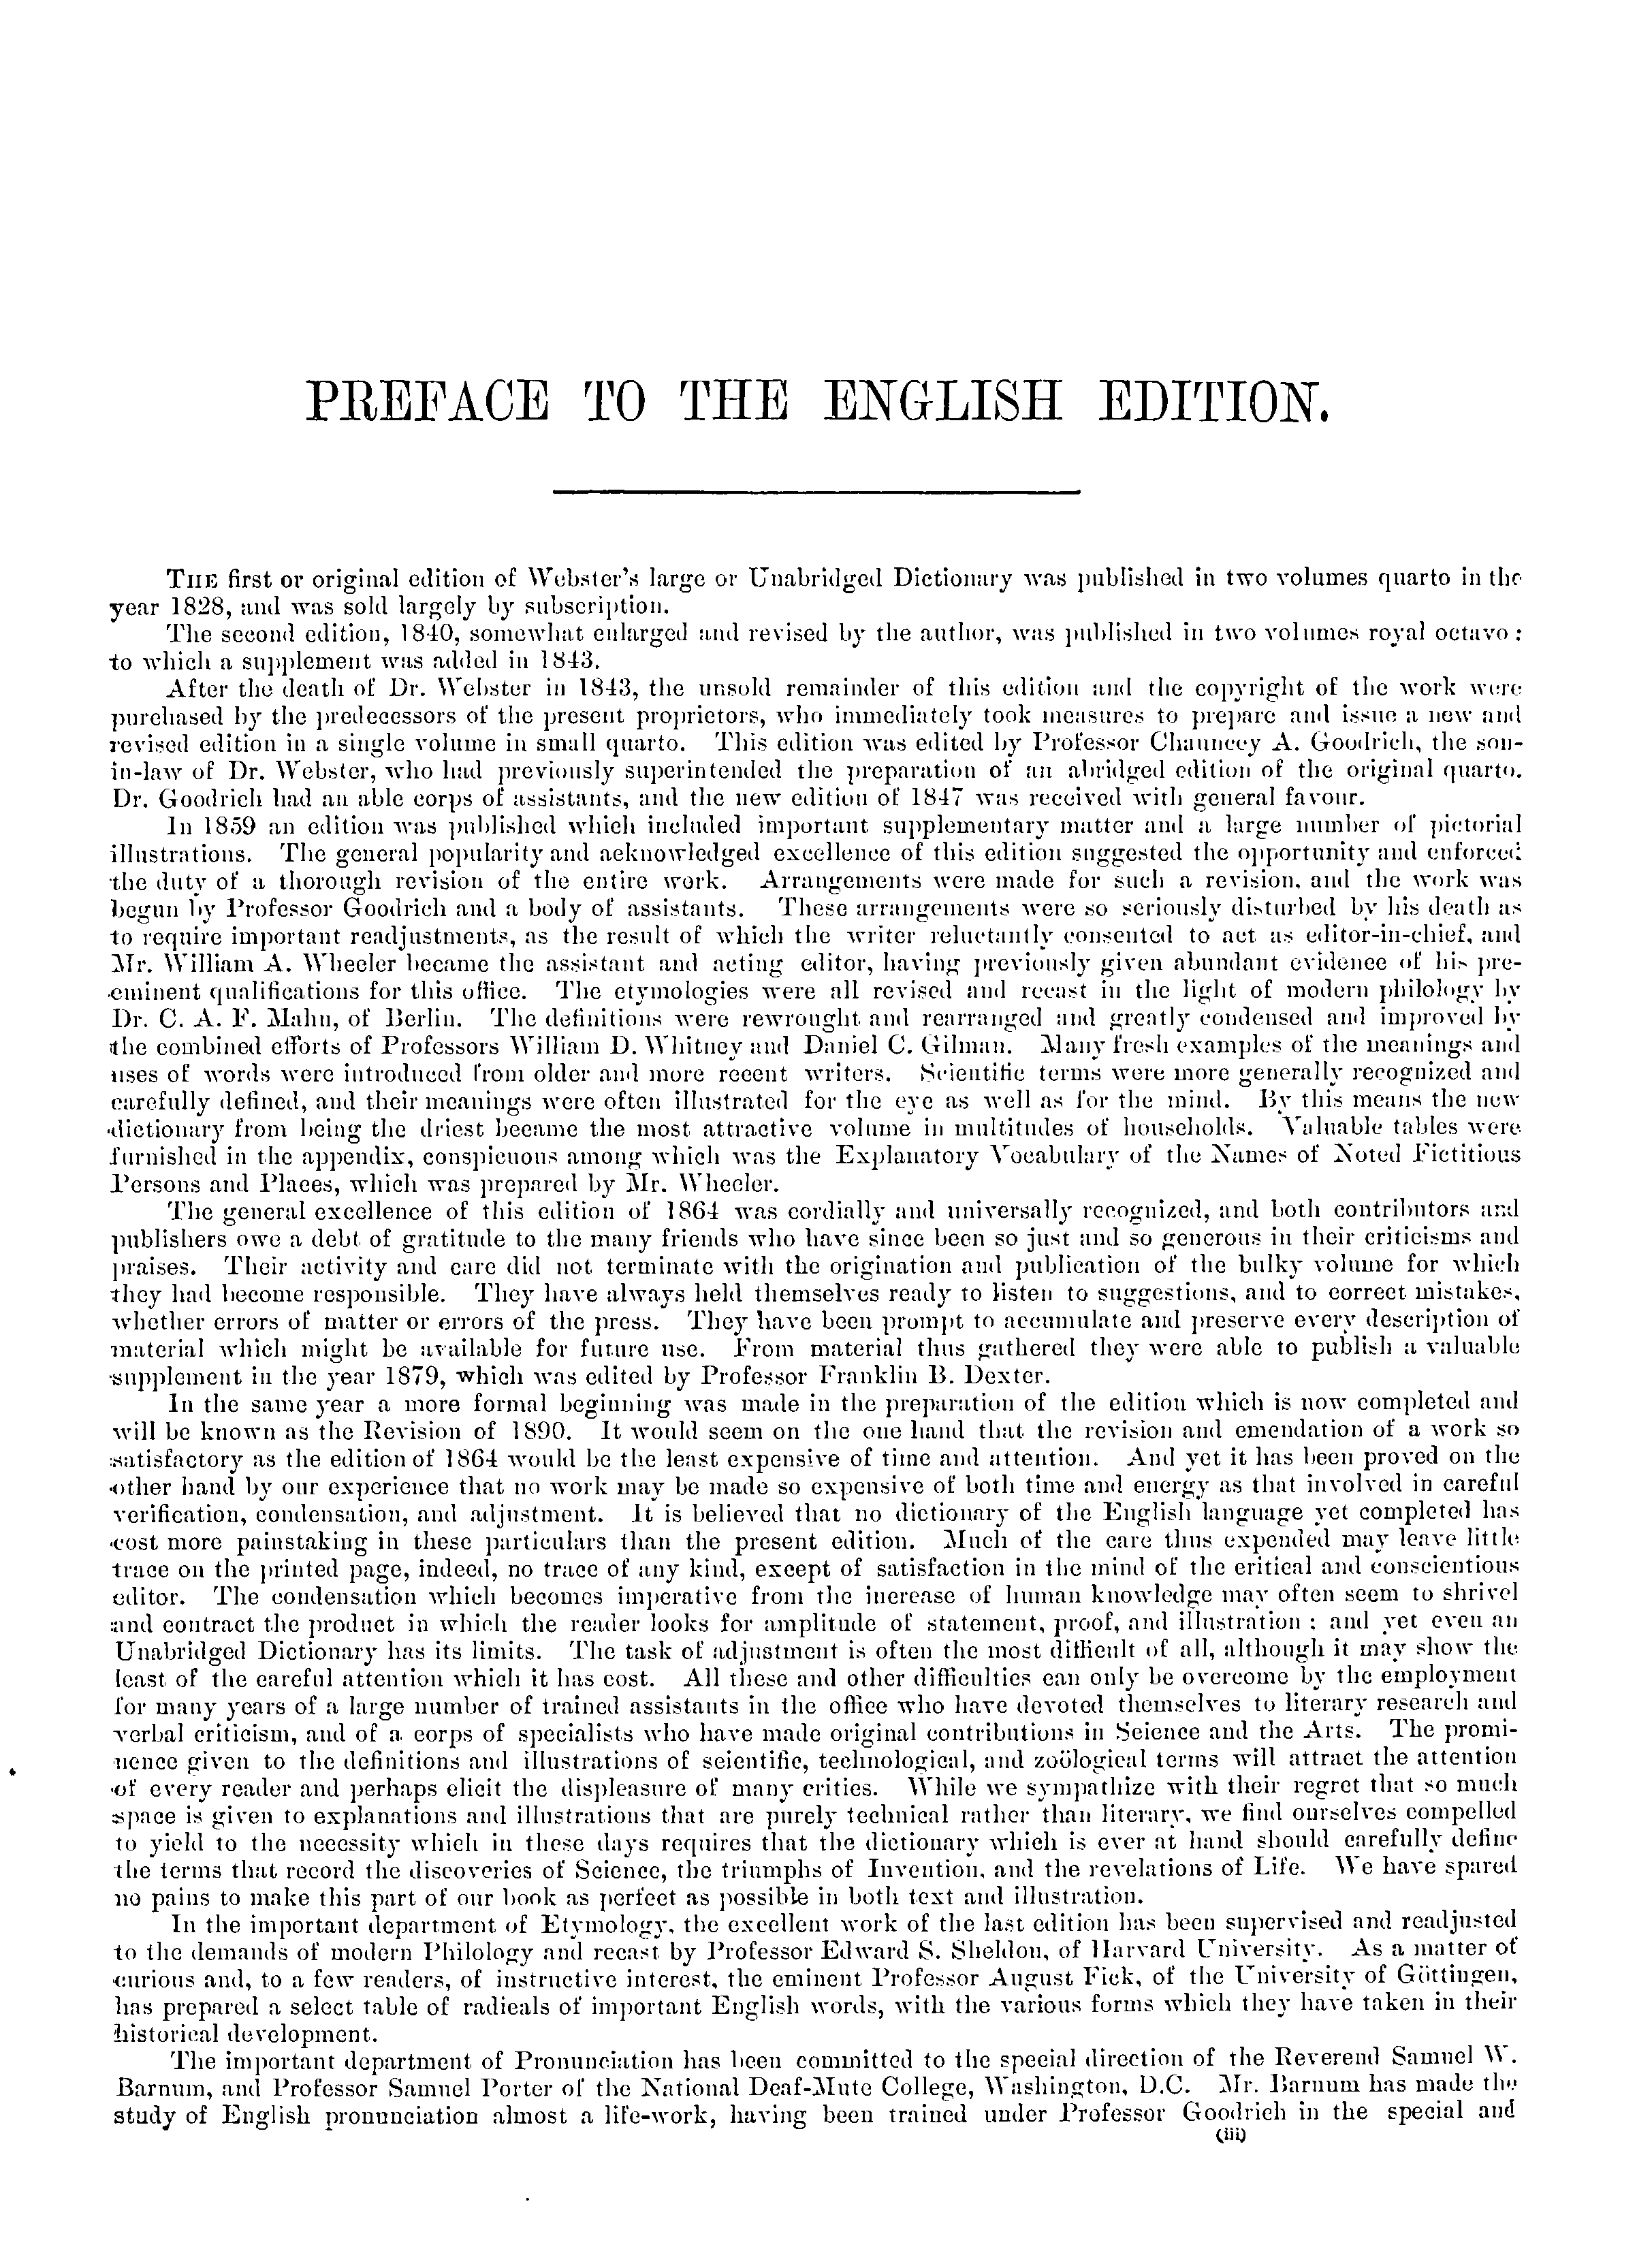 PREFACE TO THE ENGLISH EDITION.
THE first or original edition of Webster's large or Unabridged Dictionary was published in two volumes quarto in the
year 1828, and was sold largely by subscription.
The second edition, 1840, somewhat enlarged and revised by the author, was published in two volumes royal octavo:
to which a supplement was added in 1843.
After the death of Dr. Webster in 1843, the unsold remainder of this edition and the copyright of the work were
purchased by the predecessors of the present proprietors, who immediately took measures to prepare and issue a new and
revised edition in a single volume in small quarto. This edition was edited by Professor Chauncey A. Goodrich, the son-
in-law of Dr. Webster, who had previously superintended the preparation of an abridged edition of the original quarto.
Dr. Goodrich had an able corps of assistants, and the new edition of 1847 was received with general favour.
In 1859 an edition was published which included important supplementary matter and a large number of pictorial
illustrations. The general popularity and acknowledged excellence of this edition suggested the opportunity and enforced
the duty of a thorough revision of the entire work. Arrangements were made for such a revision, and the work was
begun by Professor Goodrich and a body of assistants. These arrangements were so seriously disturbed by his death as
to require important readjustments, as the result of which the writer reluctantly consented to act as editor-in-chief, and
Mr. William A. Wheeler became the assistant and acting editor, having previously given abundant evidence of his pre-
eminent qualifications for this office. The etymologies were all revised and recast in the light of modern philology by
Dr. C. A. F. Mahn, of Berlin. The definitions were rewrought and rearranged and greatly condensed and improved by
the combined efforts of Professors William D. Whitney and Daniel C. Gilman. Many fresh examples of the meanings and
uses of words were introduced from older and more recent writers. Scientific terms were more generally recognized and
carefully defined, and their meanings were often illustrated for the eye as well as for the mind. By this means the new
dictionary from being the driest became the most attractive volume in multitudes of households. Valuable tables were
furnished in the appendix, conspicuous among which was the Explanatory Vocabulary of the Names of Noted Fictitious
Persons and Places, which was prepared by Mr. Wheeler.
The general excellence of this edition of 1864 was cordially and universally recognized, and both contributors and
publishers owe a debt of gratitude to the many friends who have since been so just and so generous in their criticisms and
praises. Their activity and care did not terminate with the origination and publication of the bulky volume for which
they had become responsible. They have always held themselves ready to listen to suggestions, and to correct mistakes,
whether errors of matter or errors of the press. They have been prompt to accumulate and preserve every description of
material which might be available for future use. From material thus gathered they were able to publish a valuable
supplement in the year 1879, which was edited by Professor Franklin B. Dexter.
In the same year a more formal beginning was made in the preparation of the edition which is now completed and
will be known as the Revision of 1890. It would seem on the one hand that the revision and emendation of a work so
satisfactory as the edition of 1864 would be the least expensive of time and attention. And yet it has been proved on the
other hand by our experience that no work may be made so expensive of both time and energy as that involved in careful
verification, condensation, and adjustment. It is believed that no dictionary of the English language yet completed has
cost more painstaking in these particulars than the present edition. Much of the care thus expended may leave little
trace on the printed page, indeed, no trace of any kind, except of satisfaction in the mind of the critical and conscientious
editor. The condensation which becomes imperative from the increase of human knowledge may often seem to shrivel
and contract the product in which the reader looks for amplitude of statement, proof, and illustration; and yet even an
Unabridged Dictionary has its limits. The task of adjustment is often the most difficult of all, although it may show the
least of the careful attention which it has cost. All these and other difficulties can only be overcome by the employment
for many years of a large number of trained assistants in the office who have devoted themselves to literary research and
verbal criticism, and of a corps of specialists who have made original contributions in Science and the Arts. The promi-
nence given to the definitions and illustrations of scientific, technological, and zoölogical terms will attract the attention
of every reader and perhaps elicit the displeasure of many critics. While we sympathize with their regret that so much
space is given to explanations and illustrations that are purely technical rather than literary, we find ourselves compelled
to yield to the necessity which in these days requires that the dictionary which is ever at hand should carefully define
the terms that record the discoveries of Science, the triumphs of Invention, and the revelations of Life. We have spared
no pains to make this part of our book as perfect as possible in both text and illustration.
In the important department of Etymology, the excellent work of the last edition has been supervised and readjusted
to the demands of modern Philology and recast by Professor Edward S. Sheldon, of Harvard University. As a matter of
curious and, to a few readers, of instructive interest, the eminent Professor August Fick, of the University of Göttingen,
has prepared a select table of radicals of important English words, with the various forms which they have taken in their
historical development.
The important department of Pronunciation has been committed to the special direction of the Reverend Samuel W.
Barnum, and Professor Samuel Porter of the National Deaf-Mute College, Washington, D.C. Mr. Barnum has made the
study of English pronunciation almost a life-work, having been trained under Professor Goodrich in the special and
(iii)